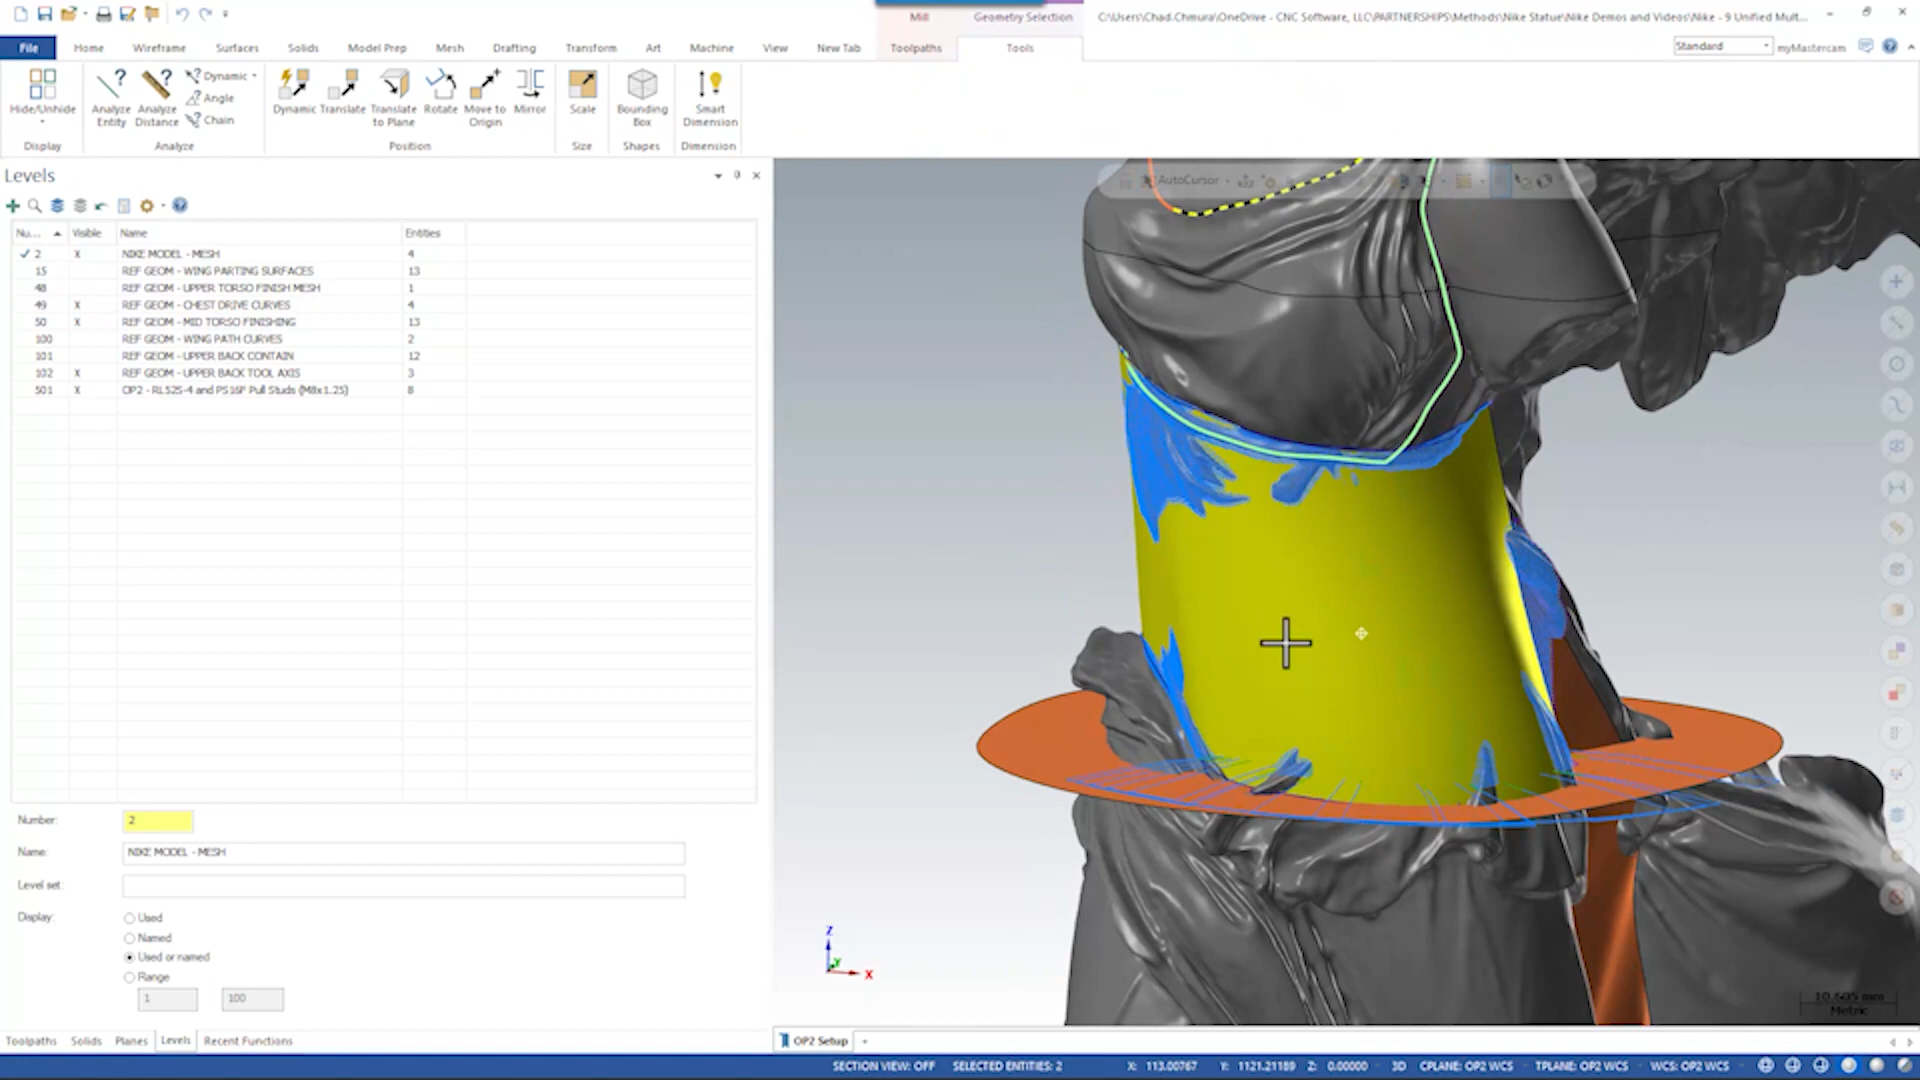 Mill
Geometry Selection
C:\Users\Chad.Chmura\OneDrive - CNC Software, LLC\PARTNERSHIPS\Methods\Nike Statue\Nike Demos and Videos\Nike - 9 Unified Mult...
File Home Wireframe Surfaces Solids Model Prep Mesh Drafting Transform Art Machine View New Tab Toolpaths Tools
Standard
myMastercam
Hide/Unhide
Analyze Entity
Analyze Distance
Dynamic
Angle
Chain
Dynamic
Translate
Translate to Plane
Rotate
Move to Origin
Mirror
Scale
Bounding Box
Smart Dimension
Display Analyze Position Size Shapes Dimension
Levels
AutoCursor
Nu... Visible Name Entities
2 X NIKE MODEL - MESH 4
15 REF GEOM - WING PARTING SURFACES 13
48 REF GEOM - UPPER TORSO FINISH MESH 1
49 X REF GEOM - CHEST DRIVE CURVES 4
50 X REF GEOM - MID TORSO FINISHING 13
100 REF GEOM - WING PATH CURVES 2
101 REF GEOM - UPPER BACK CONTAIN 12
102 X REF GEOM - UPPER BACK TOOL AXIS 3
501 X OP2 - RL52S-4 and PS16F Pull Studs (M8x1.25) 8
Number: 2
Name: NIKE MODEL - MESH
Level set:
Display:
Used
Named
Used or named
Range
1 100
Z
Y
X
10.605 mm
Metric
Toolpaths Solids Planes Levels Recent Functions
OP2 Setup +
SECTION VIEW: OFF SELECTED ENTITIES: 2 X: 113.00767 Y: 1121.21189 Z: 0.00000 3D CPLANE: OP2 WCS TPLANE: OP2 WCS WCS: OP2 WCS